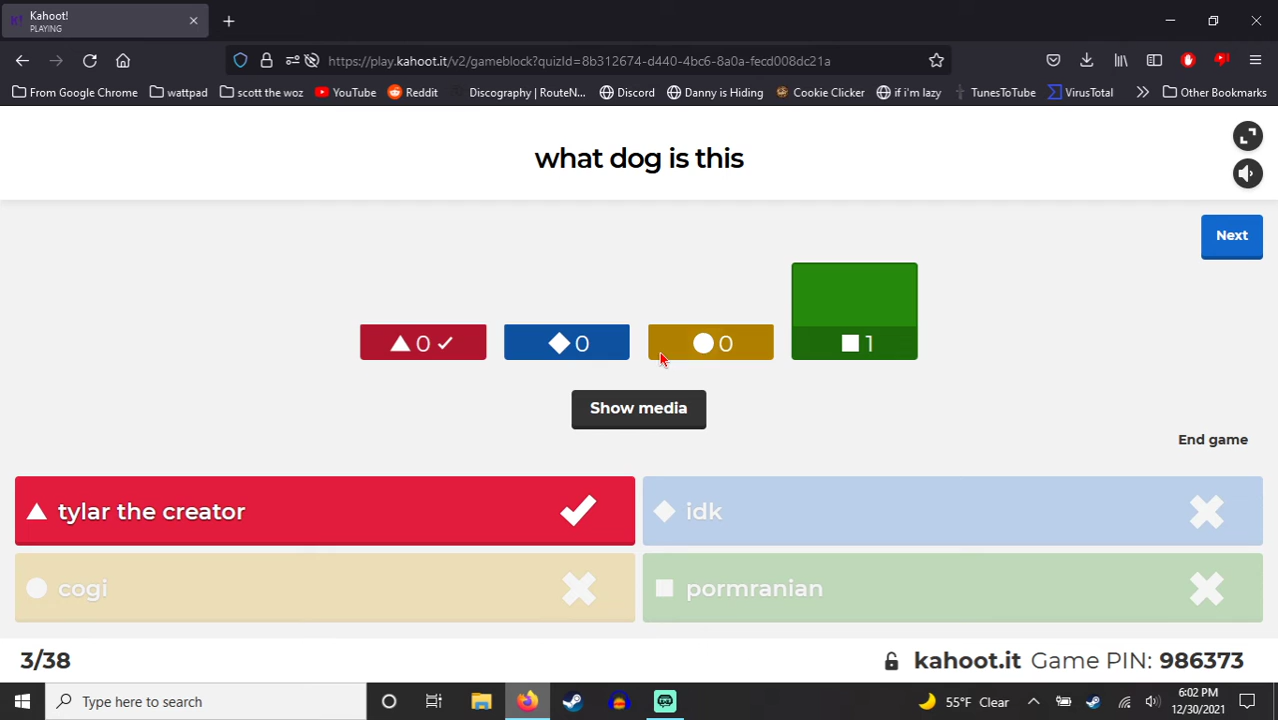 Kahoot!
PLAYING
https://play.kahoot.it/v2/gameblock?quizId=8b312674-d440-4bc6-8a0a-fecd008dc21a
From Google Chrome
wattpad
scott the woz
YouTube
Reddit
Discography | RouteN...
Discord
Danny is Hiding
Cookie Clicker
if i'm lazy
TunesToTube
VirusTotal
Other Bookmarks
what dog is this
Next
0
0
0
1
Show media
End game
tylar the creator
idk
cogi
pormranian
3/38
kahoot.it Game PIN: 986373
Type here to search
55°F Clear
6:02 PM
12/30/2021